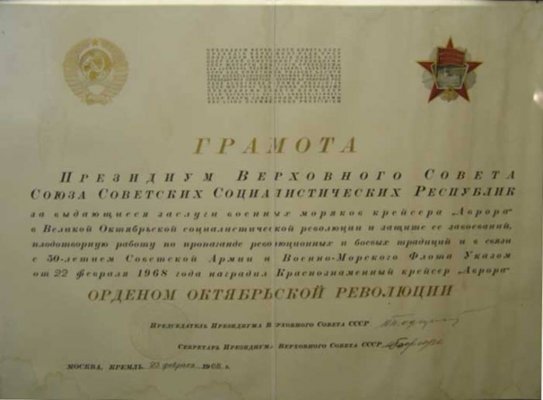 ГРАМОТА
ПРЕЗИДИУМ ВЕРХОВНОГО СОВЕТА
СОЮЗА СОВЕТСКИХ СОЦИАЛИСТИЧЕСКИХ РЕСПУБЛИК
за выдающиеся заслуги военных моряков крейсера „Аврора“
в Великой Октябрьской социалистической революции и защите ее завоеваний,
плодотворную работу по пропаганде революционных и боевых традиций и в связи
с 50-летием Советской Армии и Военно-Морского Флота Указом
от 22 февраля 1968 года наградил Краснознаменный крейсер „Аврора“
ОРДЕНОМ ОКТЯБРЬСКОЙ РЕВОЛЮЦИИ
ПРЕДСЕДАТЕЛЬ ПРЕЗИДИУМА ВЕРХОВНОГО СОВЕТА СССР
СЕКРЕТАРЬ ПРЕЗИДИУМА ВЕРХОВНОГО СОВЕТА СССР
МОСКВА, КРЕМЛЬ. февраля 1968 г.